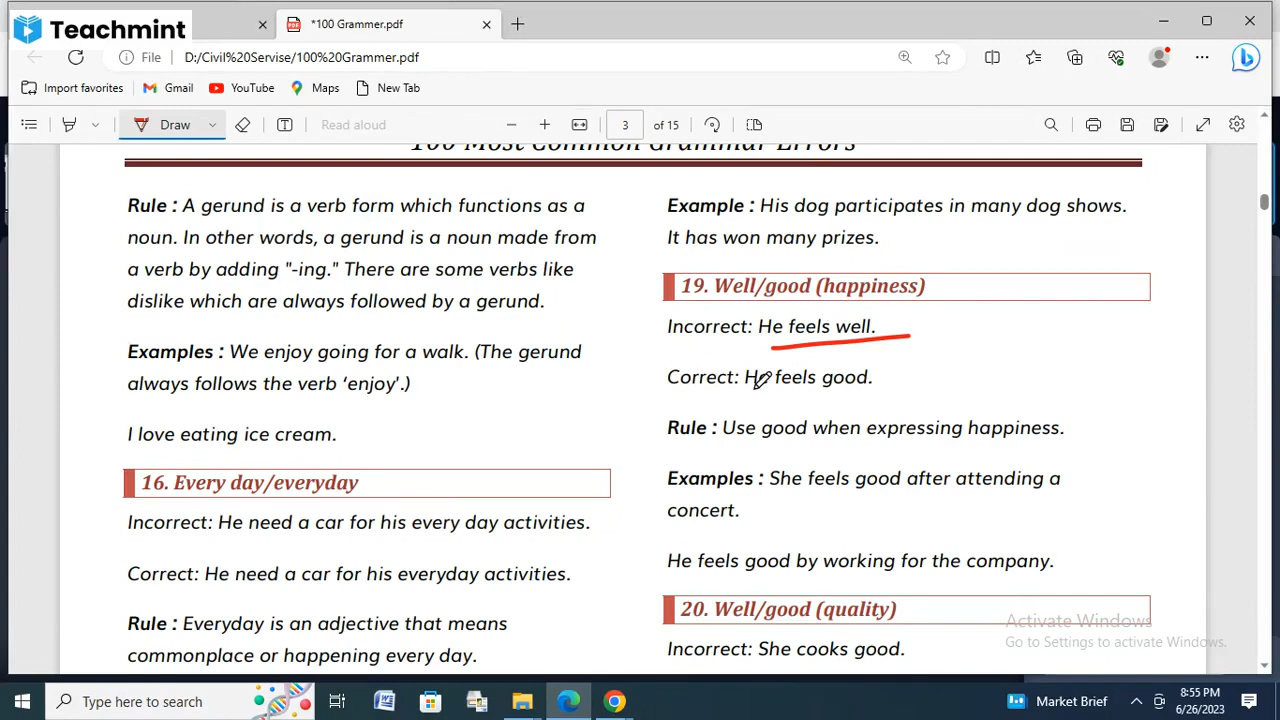 Teachmint
*100 Grammer.pdf
File
D:/Civil%20Servise/100%20Grammer.pdf
Import favorites
Gmail
YouTube
Maps
New Tab
Draw
Read aloud
3
of 15
100 Most Common Grammar Errors
Rule : A gerund is a verb form which functions as a
noun. In other words, a gerund is a noun made from
a verb by adding "-ing." There are some verbs like
dislike which are always followed by a gerund.
Examples : We enjoy going for a walk. (The gerund
always follows the verb ‘enjoy’.)
I love eating ice cream.
16. Every day/everyday
Incorrect: He need a car for his every day activities.
Correct: He need a car for his everyday activities.
Rule : Everyday is an adjective that means
commonplace or happening every day.
Example : His dog participates in many dog shows.
It has won many prizes.
19. Well/good (happiness)
Incorrect: He feels well.
Correct: He feels good.
Rule : Use good when expressing happiness.
Examples : She feels good after attending a
concert.
He feels good by working for the company.
20. Well/good (quality)
Incorrect: She cooks good.
Activate Windows
Go to Settings to activate Windows.
Type here to search
Market Brief
8:55 PM
6/26/2023